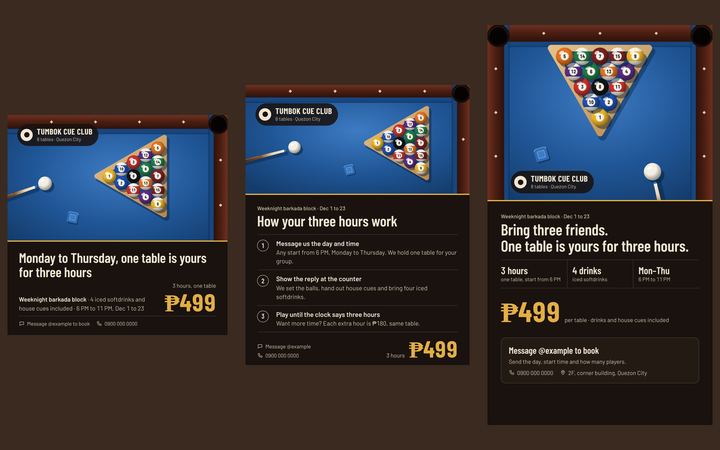 TUMBOK CUE CLUB
8 tables · Quezon City
Monday to Thursday, one table is yours
for three hours
Weeknight barkada block · 4 iced softdrinks and
house cues included · 6 PM to 11 PM, Dec 1 to 23
3 hours, one table
₱499
Message @example to book
0900 000 0000
TUMBOK CUE CLUB
8 tables · Quezon City
Weeknight barkada block · Dec 1 to 23
How your three hours work
1
Message us the day and time
Any start from 6 PM, Monday to Thursday. We hold one table for your
group.
2
Show the reply at the counter
We set the balls, hand out house cues and bring four iced
softdrinks.
3
Play until the clock says three hours
Want more time? Each extra hour is ₱180, same table.
Message @example
0900 000 0000
3 hours
₱499
TUMBOK CUE CLUB
8 tables · Quezon City
Weeknight barkada block · Dec 1 to 23
Bring three friends.
One table is yours for three hours.
3 hours
one table, start from 6 PM
4 drinks
iced softdrinks
Mon-Thu
6 PM to 11 PM
₱499
per table · drinks and house cues included
Message @example to book
Send the day, start time and how many players.
0900 000 0000
2F, corner building, Quezon City